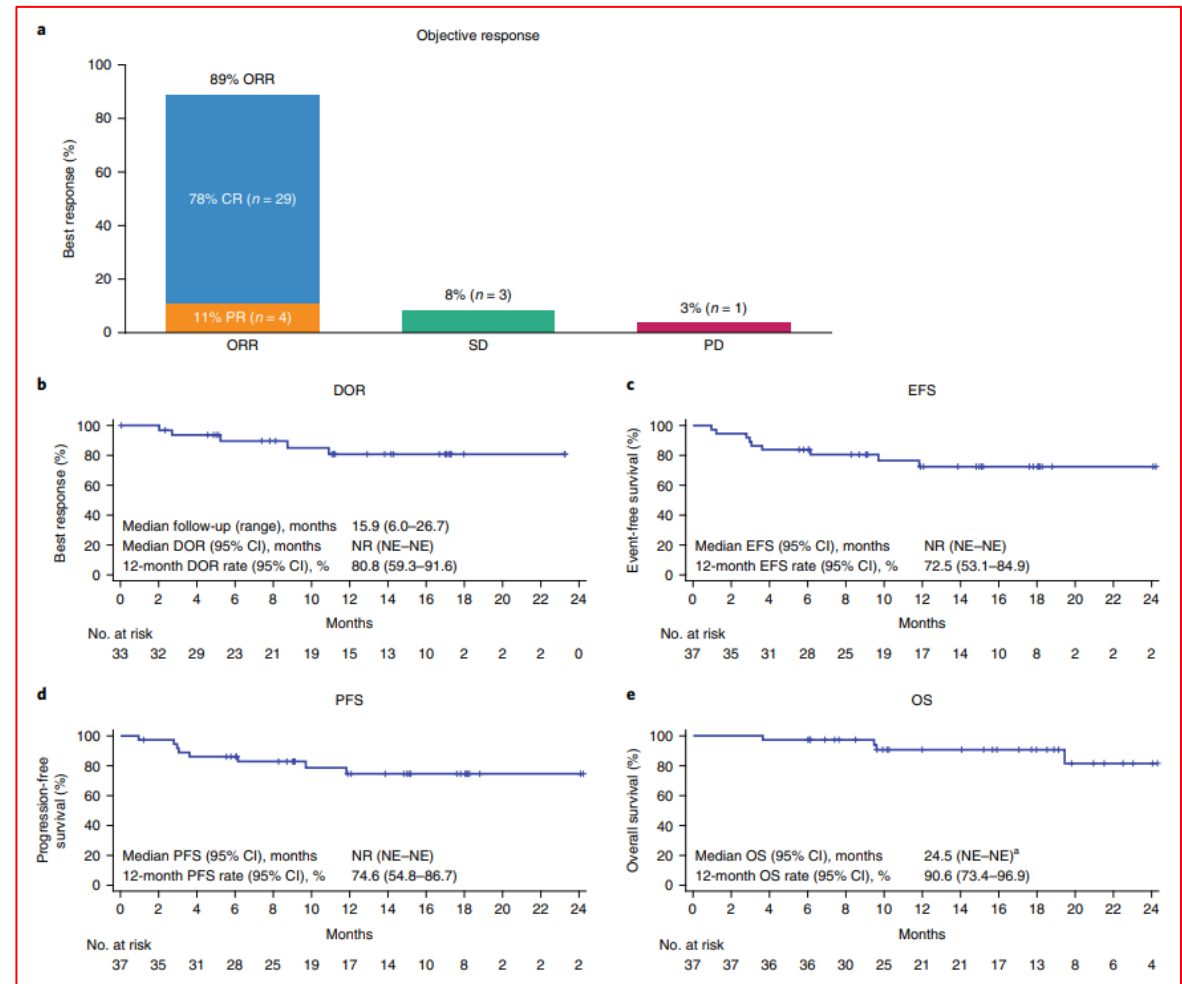 a
Objective response
100
80
60
40
20
0
Best response (%)
89% ORR
78% CR (n = 29)
11% PR (n = 4)
8% (n = 3)
3% (n = 1)
ORR SD PD
b
DOR
100
80
60
40
20
0
Best response (%)
Median follow-up (range), months 15.9 (6.0–26.7)
Median DOR (95% CI), months NR (NE–NE)
12-month DOR rate (95% CI), % 80.8 (59.3–91.6)
0 2 4 6 8 10 12 14 16 18 20 22 24
Months
No. at risk
33 32 29 23 21 19 15 13 10 2 2 2 0
c
EFS
100
80
60
40
20
0
Event-free survival (%)
Median EFS (95% CI), months NR (NE–NE)
12-month EFS rate (95% CI), % 72.5 (53.1–84.9)
0 2 4 6 8 10 12 14 16 18 20 22 24
Months
No. at risk
37 35 31 28 25 19 17 14 10 8 2 2 2
d
PFS
100
80
60
40
20
0
Progression-free
survival (%)
Median PFS (95% CI), months NR (NE–NE)
12-month PFS rate (95% CI), % 74.6 (54.8–86.7)
0 2 4 6 8 10 12 14 16 18 20 22 24
Months
No. at risk
37 35 31 28 25 19 17 14 10 8 2 2 2
e
OS
100
80
60
40
20
0
Overall survival (%)
Median OS (95% CI), months 24.5 (NE–NE)ᵃ
12-month OS rate (95% CI), % 90.6 (73.4–96.9)
0 2 4 6 8 10 12 14 16 18 20 22 24
Months
No. at risk
37 37 36 36 30 25 21 21 17 13 8 6 4